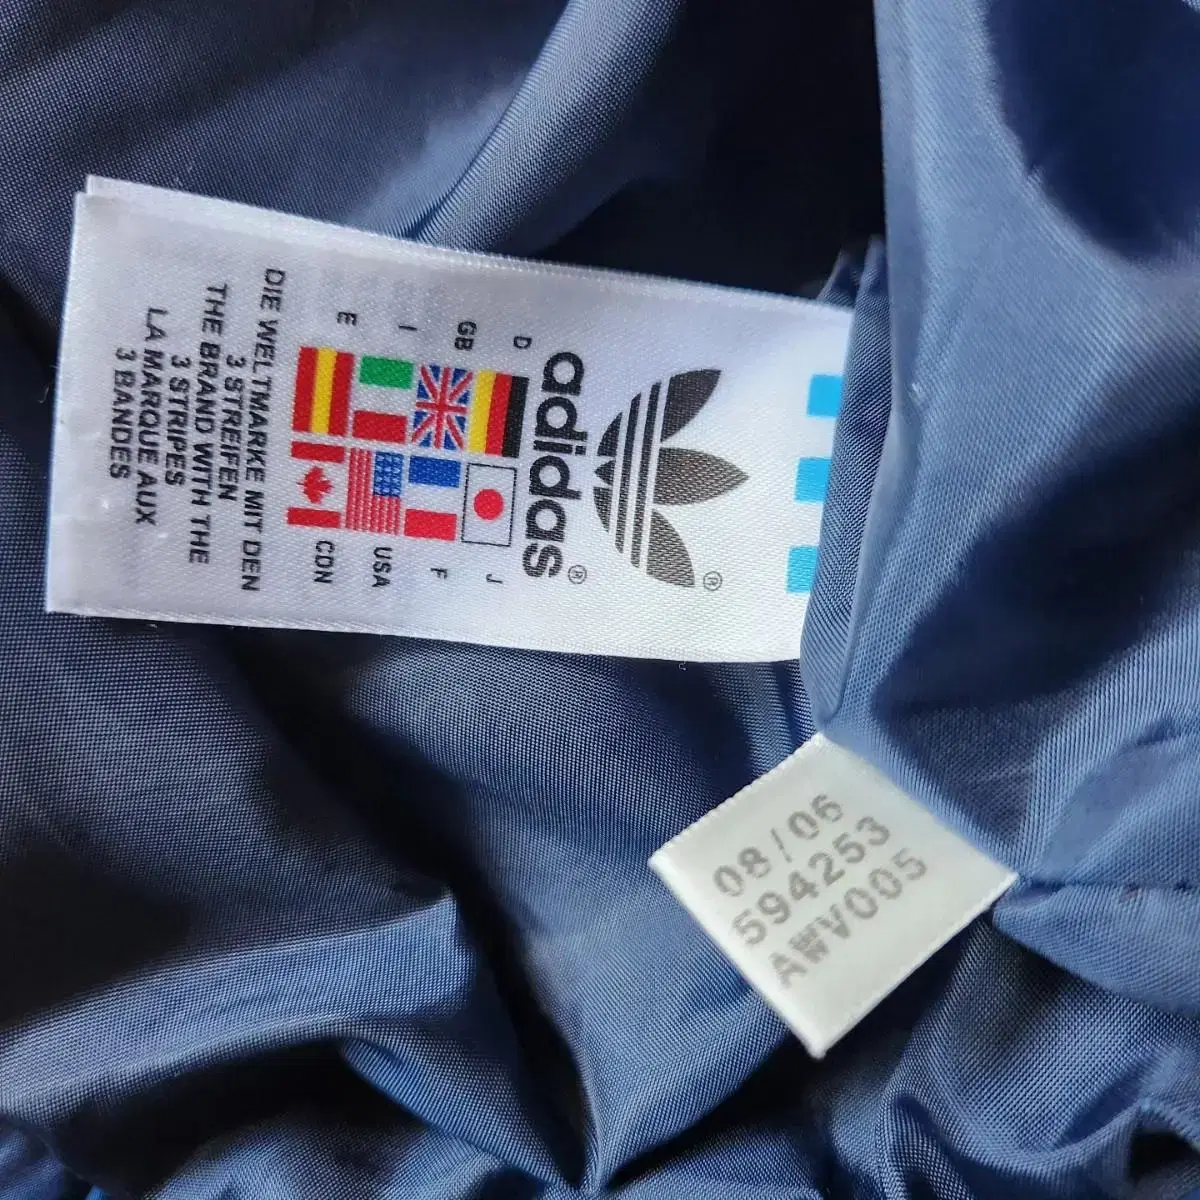 ®
adidas®
D
GB
I
E
J
F
USA
CDN
DIE WELTMARKE MIT DEN
3 STREIFEN
THE BRAND WITH THE
3 STRIPES
LA MARQUE AUX
3 BANDES
08/06
594253
AWV005